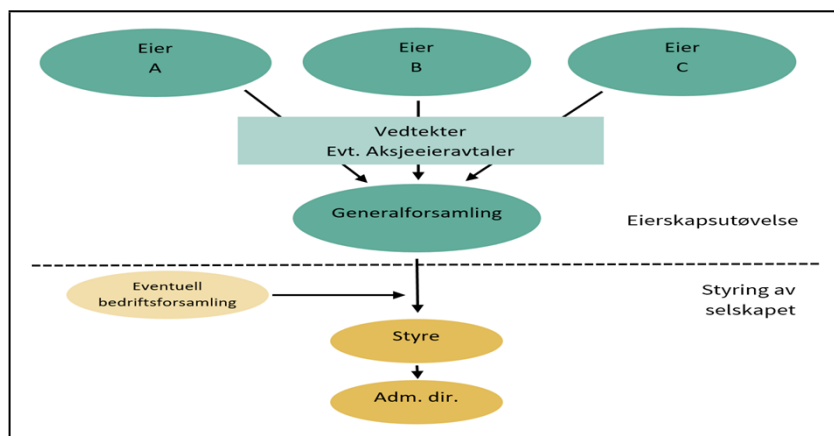 Eier
A
Eier
B
Eier
C
Vedtekter
Evt. Aksjeeieravtaler
Generalforsamling
Eierskapsutøvelse
Eventuell
bedriftsforsamling
Styring av
selskapet
Styre
Adm. dir.